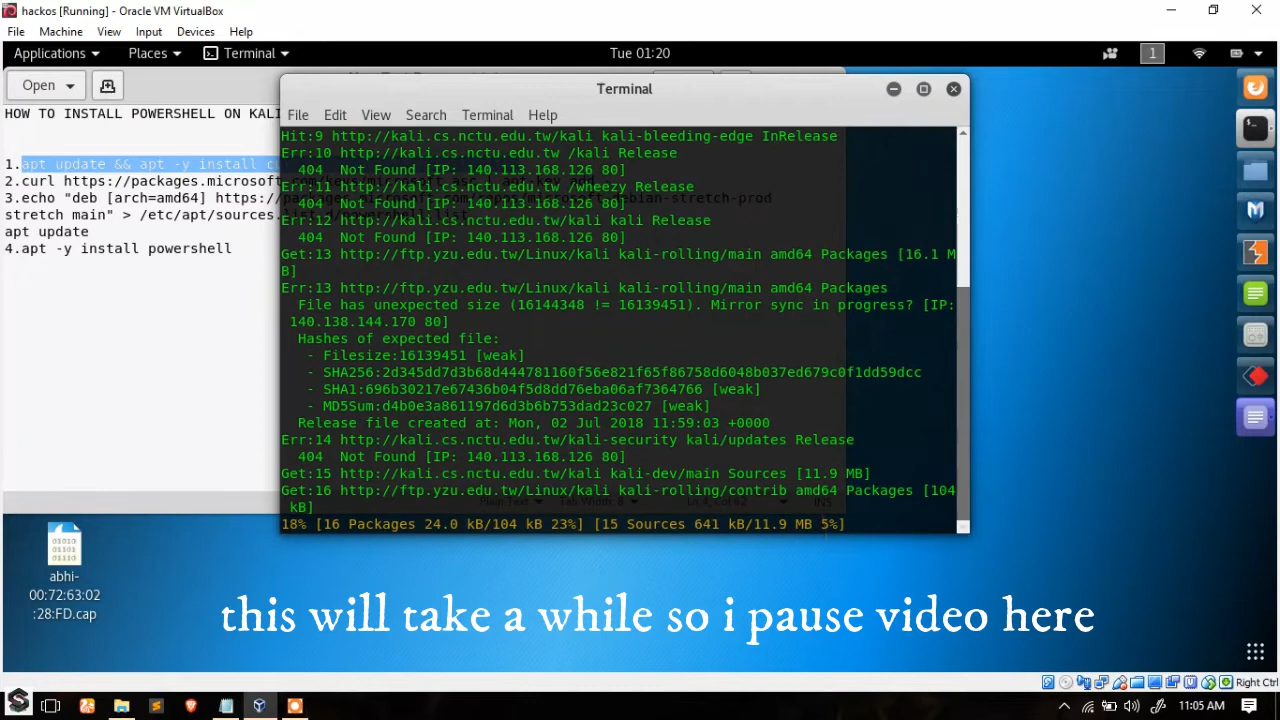 hackos [Running] - Oracle VM VirtualBox
File Machine View Input Devices Help
Applications Places Terminal Tue 01:20 1
Open
Terminal
File Edit View Search Terminal Help
HOW TO INSTALL POWERSHELL ON KALI
1.apt update && apt -y install
2.curl https://packages.microsoft.
3.echo "deb [arch=amd64] https://
stretch main" > /etc/apt/sources.
apt update
4.apt -y install powershell
Hit:9 http://kali.cs.nctu.edu.tw/kali kali-bleeding-edge InRelease
Err:10 http://kali.cs.nctu.edu.tw /kali Release
404 Not Found [IP: 140.113.168.126 80]
Err:11 http://kali.cs.nctu.edu.tw /wheezy Release
404 Not Found [IP: 140.113.168.126 80]
Err:12 http://kali.cs.nctu.edu.tw kali Release
404 Not Found [IP: 140.113.168.126 80]
Get:13 http://ftp.yzu.edu.tw/Linux/kali kali-rolling/main amd64 Packages [16.1 M
B]
Err:13 http://ftp.yzu.edu.tw/Linux/kali kali-rolling/main amd64 Packages
File has unexpected size (16144348 != 16139451). Mirror sync in progress? [IP:
140.138.144.170 80]
Hashes of expected file:
- Filesize:16139451 [weak]
- SHA256:2d345dd7d3b68d444781160f56e821f65f86758d6048b037ed679c0f1dd59dcc
- SHA1:696b30217e67436b04f5d8dd76eba06af7364766 [weak]
- MD5Sum:d4b0e3a861197d6d3b6b753dad23c027 [weak]
Release file created at: Mon, 02 Jul 2018 11:59:03 +0000
Err:14 http://kali.cs.nctu.edu.tw/kali-security kali/updates Release
404 Not Found [IP: 140.113.168.126 80]
Get:15 http://kali.cs.nctu.edu.tw/kali kali-dev/main Sources [11.9 MB]
Get:16 http://ftp.yzu.edu.tw/Linux/kali kali-rolling/contrib amd64 Packages [104
kB]
18% [16 Packages 24.0 kB/104 kB 23%] [15 Sources 641 kB/11.9 MB 5%]
abhi-
00:72:63:02
:28:FD.cap
this will take a while so i pause video here
Right Ctrl
11:05 AM